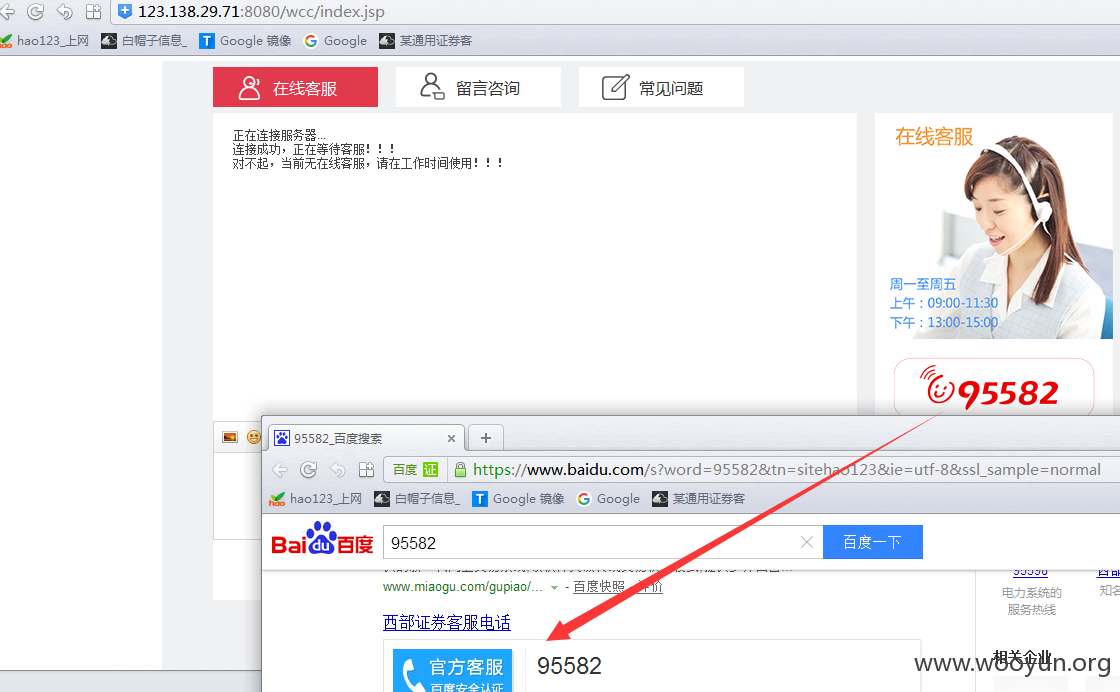 123.138.29.71:8080/wcc/index.jsp
hao123_上网 白帽子信息_ Google 镜像 Google 某通用证券客
在线客服 留言咨询 常见问题
正在连接服务器...
连接成功，正在等待客服！！！
对不起，当前无在线客服，请在工作时间使用！！！
在线客服
周一至周五
上午：09:00-11:30
下午：13:00-15:00
95582
95582_百度搜索
百度 证 https://www.baidu.com/s?word=95582&tn=sitehao123&ie=utf-8&ssl_sample=normal
hao123_上网 白帽子信息_ Google 镜像 Google 某通用证券客
Bai du 百度 95582 百度一下
www.miaogu.com/gupiao/... - 百度快照 评价
西部证券客服电话
官方客服
百度安全认证
95582
95598
电力系统的
服务热线
西部
知名
相关企业
www.wooyun.org